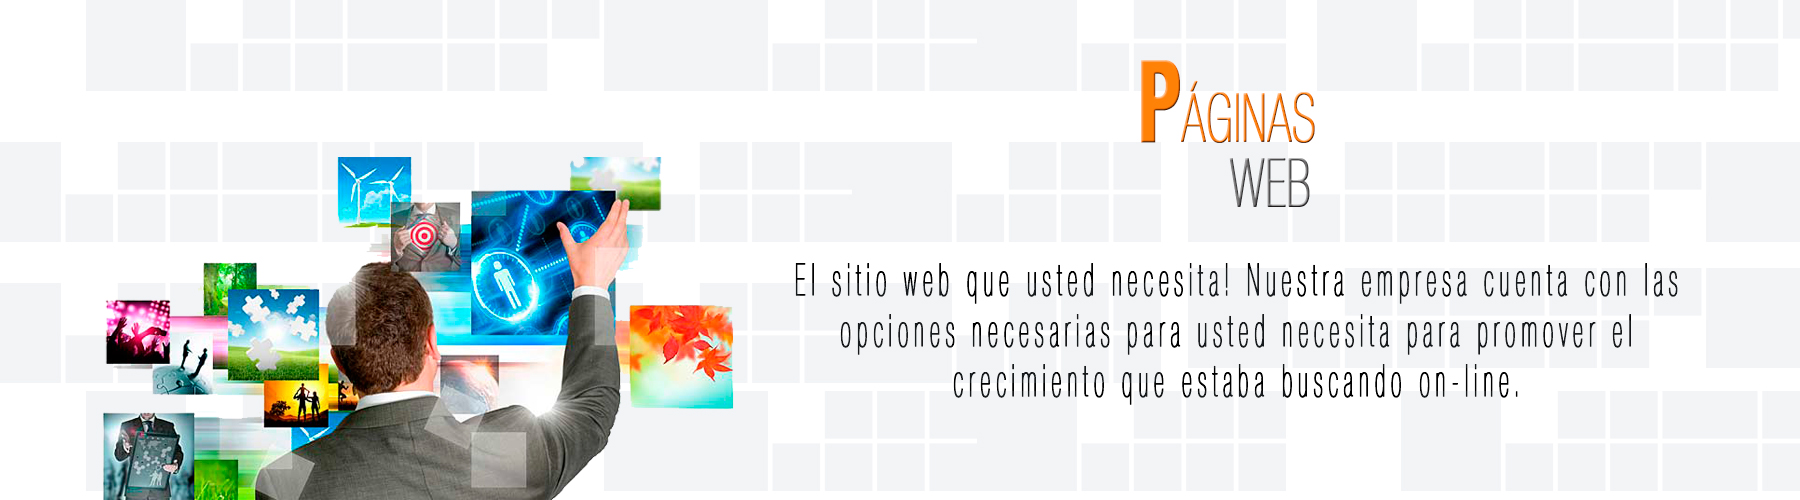 PÁGINAS
WEB
El sitio web que usted necesita! Nuestra empresa cuenta con las
opciones necesarias para usted necesita para promover el
crecimiento que estaba buscando on-line.